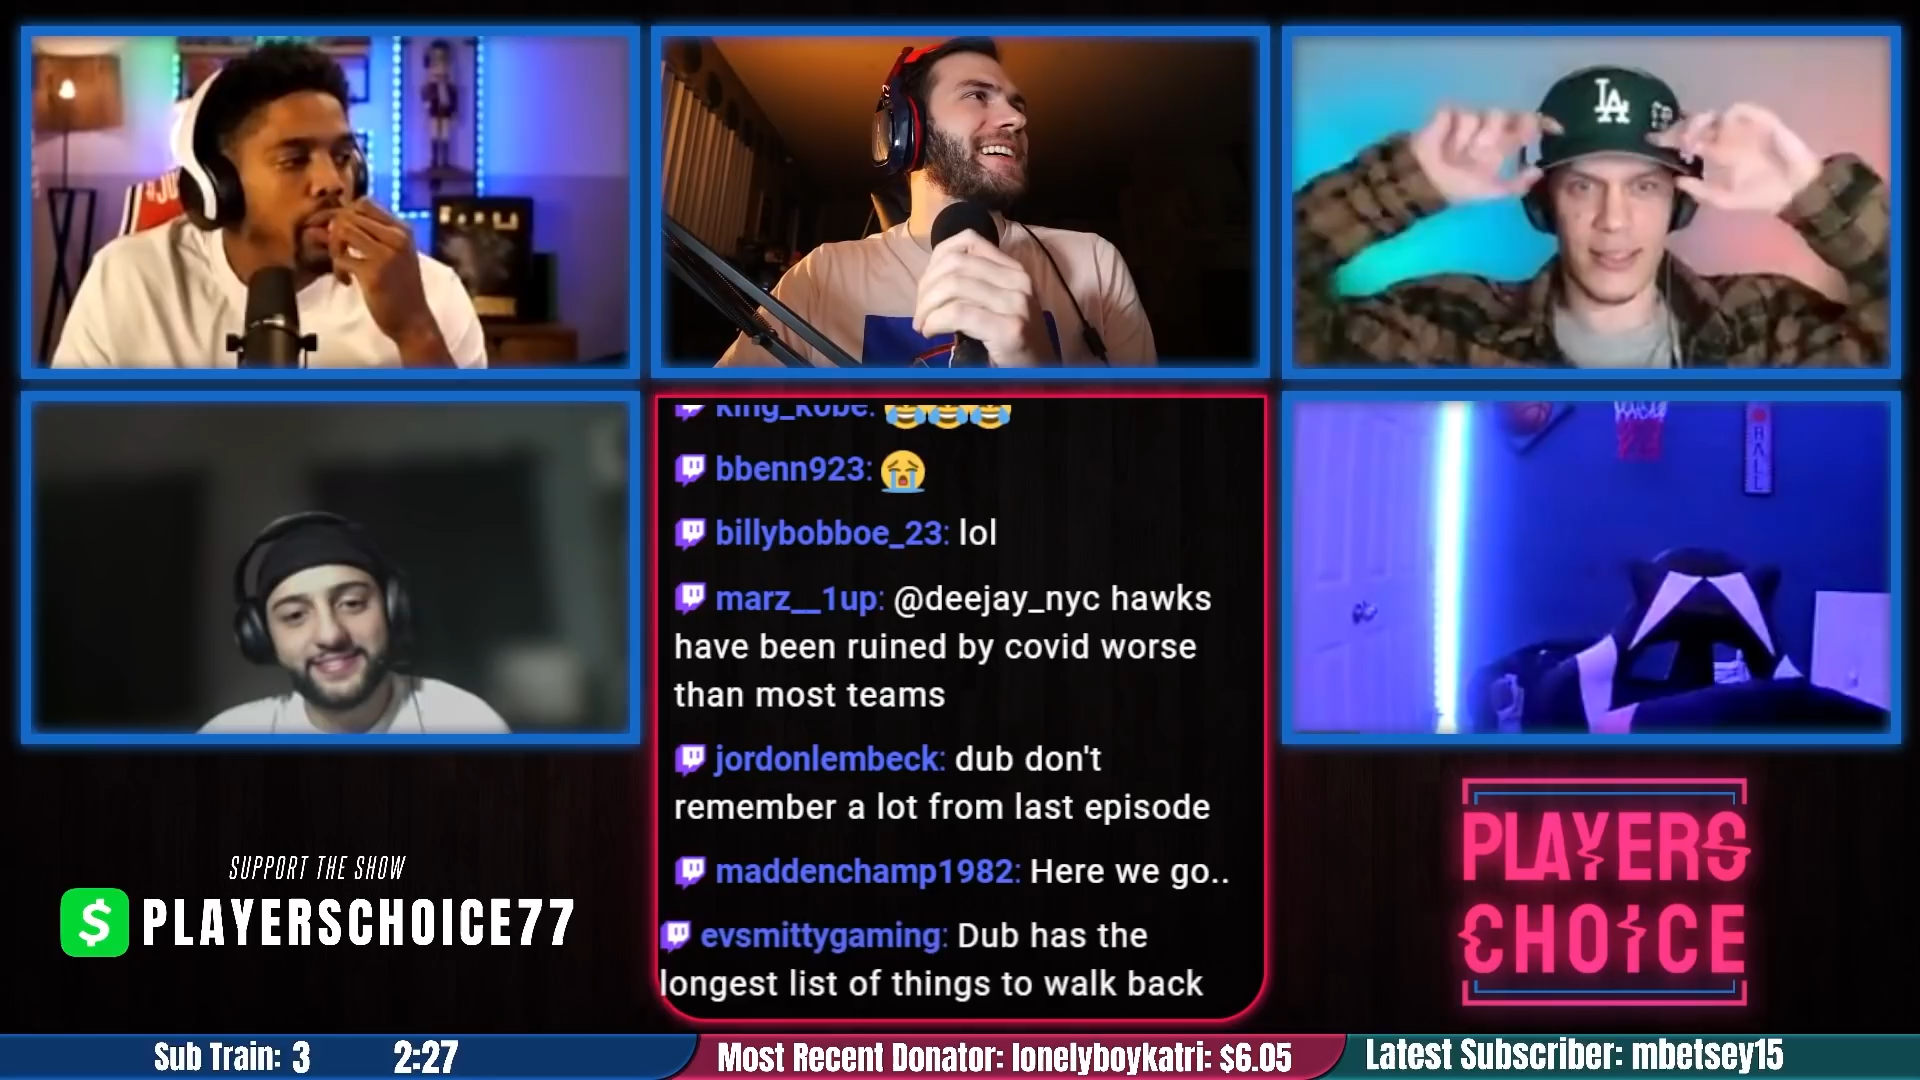 LA
king_kobe: 😂😂😂
bbenn923: 😭
billybobboe_23: lol
marz__1up: @deejay_nyc hawks
have been ruined by covid worse
than most teams
jordonlembeck: dub don't
remember a lot from last episode
maddenchamp1982: Here we go..
evsmittygaming: Dub has the
longest list of things to walk back
BALL
SUPPORT THE SHOW
$ PLAYERSCHOICE77
PLAYERS
CHOICE
Sub Train: 3
2:27
Most Recent Donator: lonelyboykatri: $6.05
Latest Subscriber: mbetsey15